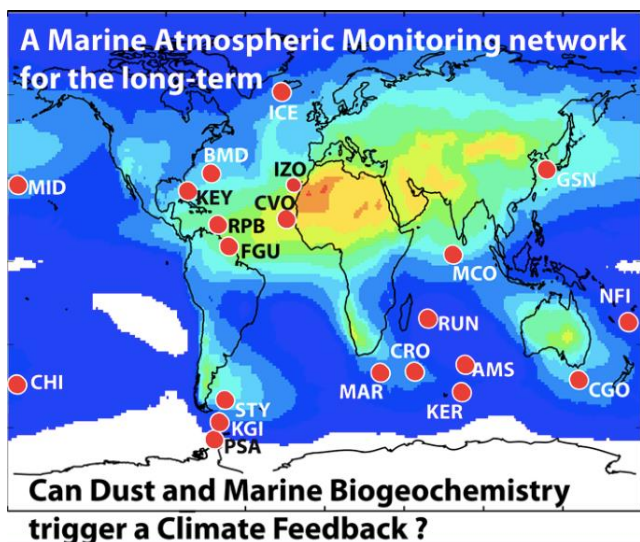 A Marine Atmospheric Monitoring network
for the long-term
ICE
BMD
IZO
GSN
MID
KEY
CVO
RPB
FGU
MCO
NFI
RUN
CRO
AMS
CHI
MAR
CGO
KER
STY
KGI
PSA
Can Dust and Marine Biogeochemistry
trigger a Climate Feedback ?